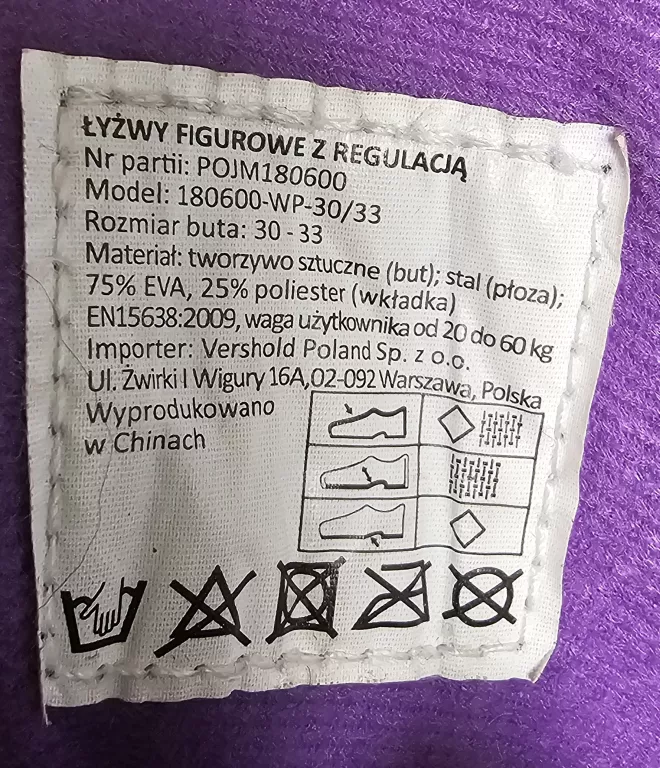 ŁYŻWY FIGUROWE Z REGULACJĄ
Nr partii: POJM180600
Model: 180600-WP-30/33
Rozmiar buta: 30 - 33
Materiał: tworzywo sztuczne (but); stal (płoza);
75% EVA, 25% poliester (wkładka)
EN15638:2009, waga użytkownika od 20 do 60 kg
Importer: Vershold Poland Sp. z o.o.
Ul. Żwirki I Wigury 16A,02-092 Warszawa, Polska
Wyprodukowano
w Chinach